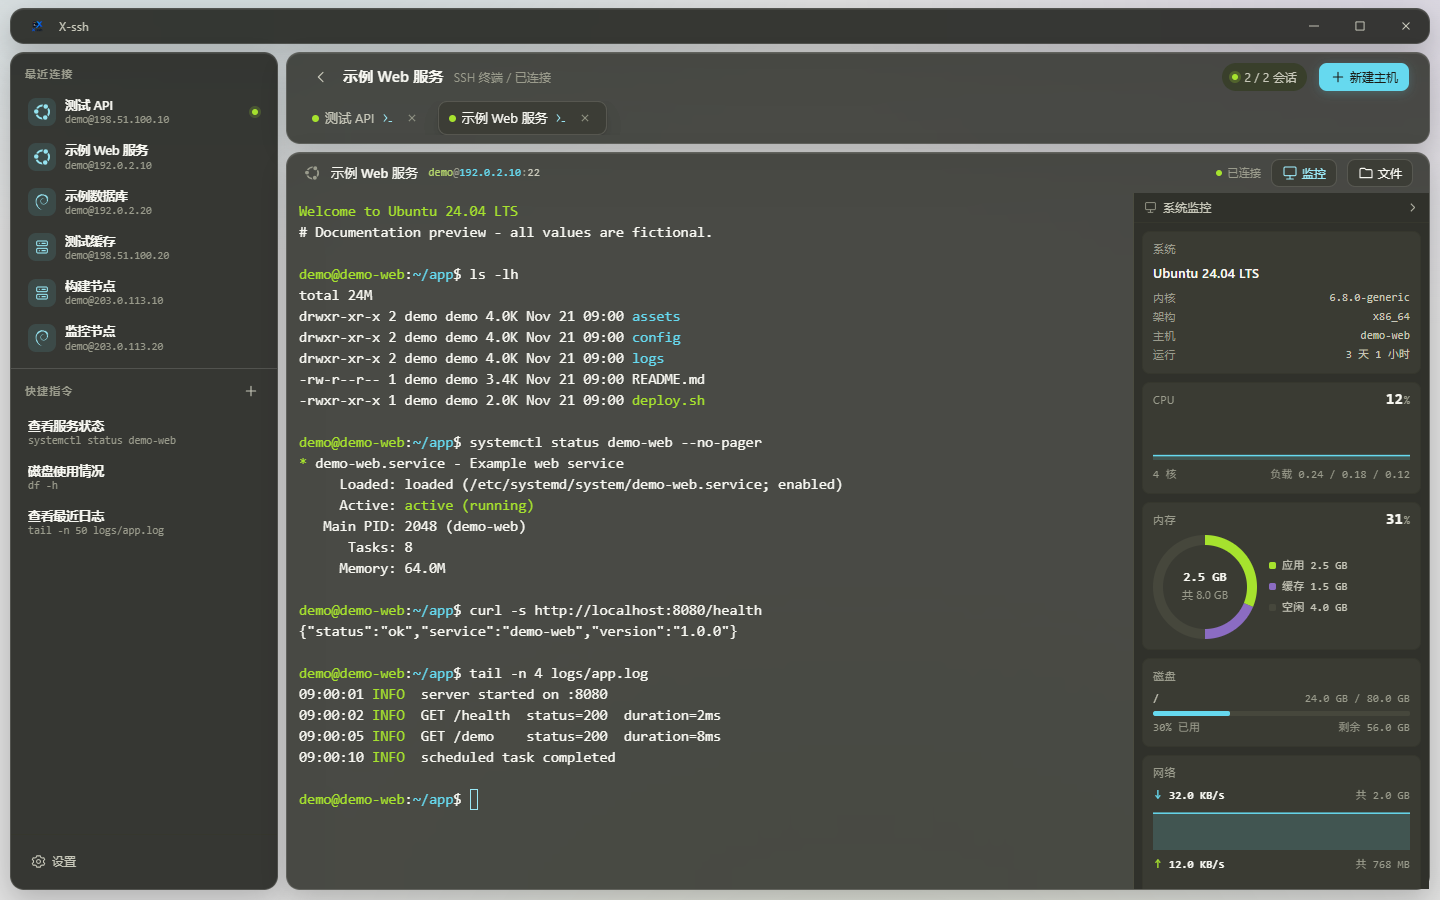 X-ssh
最近连接
测试 API
demo@198.51.100.10
示例 Web 服务
demo@192.0.2.10
示例数据库
demo@192.0.2.20
测试缓存
demo@198.51.100.20
构建节点
demo@203.0.113.10
监控节点
demo@203.0.113.20
快捷指令
查看服务状态
systemctl status demo-web
磁盘使用情况
df -h
查看最近日志
tail -n 50 logs/app.log
设置
示例 Web 服务 SSH 终端 / 已连接
2 / 2 会话
新建主机
测试 API
示例 Web 服务
示例 Web 服务 demo@192.0.2.10:22
已连接
监控
文件
Welcome to Ubuntu 24.04 LTS
# Documentation preview - all values are fictional.
demo@demo-web:~/app$ ls -lh
total 24M
drwxr-xr-x 2 demo demo 4.0K Nov 21 09:00 assets
drwxr-xr-x 2 demo demo 4.0K Nov 21 09:00 config
drwxr-xr-x 2 demo demo 4.0K Nov 21 09:00 logs
-rw-r--r-- 1 demo demo 3.4K Nov 21 09:00 README.md
-rwxr-xr-x 1 demo demo 2.0K Nov 21 09:00 deploy.sh
demo@demo-web:~/app$ systemctl status demo-web --no-pager
* demo-web.service - Example web service
Loaded: loaded (/etc/systemd/system/demo-web.service; enabled)
Active: active (running)
Main PID: 2048 (demo-web)
Tasks: 8
Memory: 64.0M
demo@demo-web:~/app$ curl -s http://localhost:8080/health
{"status":"ok","service":"demo-web","version":"1.0.0"}
demo@demo-web:~/app$ tail -n 4 logs/app.log
09:00:01 INFO  server started on :8080
09:00:02 INFO  GET /health  status=200  duration=2ms
09:00:05 INFO  GET /demo    status=200  duration=8ms
09:00:10 INFO  scheduled task completed
demo@demo-web:~/app$
系统监控
系统
Ubuntu 24.04 LTS
内核 6.8.0-generic
架构 x86_64
主机 demo-web
运行 3 天 1 小时
CPU 12%
4 核 负载 0.24 / 0.18 / 0.12
内存 31%
2.5 GB
共 8.0 GB
应用 2.5 GB
缓存 1.5 GB
空闲 4.0 GB
磁盘
/ 24.0 GB / 80.0 GB
30% 已用 剩余 56.0 GB
网络
↓ 32.0 KB/s 共 2.0 GB
↑ 12.0 KB/s 共 768 MB